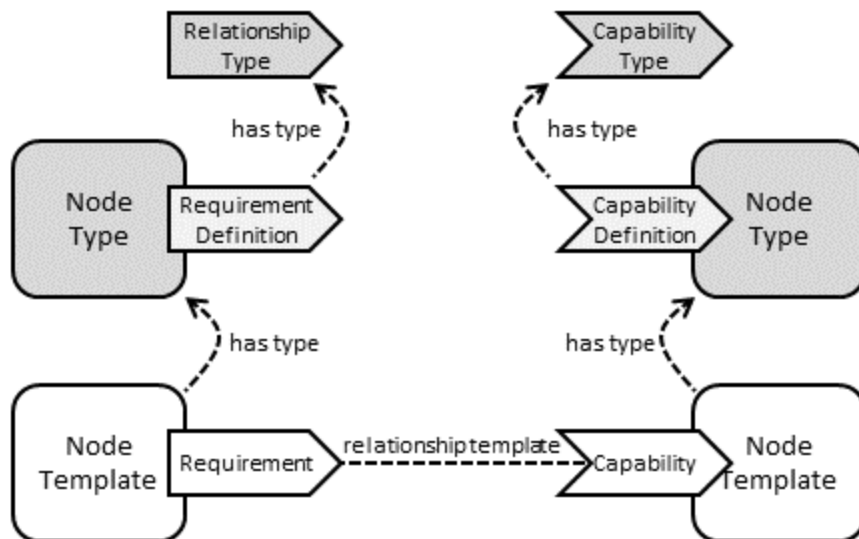 Relationship
Type
Capability
Type
has type
has type
Node
Type
Requirement
Definition
Capability
Definition
Node
Type
has type
has type
Node
Template
Requirement
relationship template
Capability
Node
Template